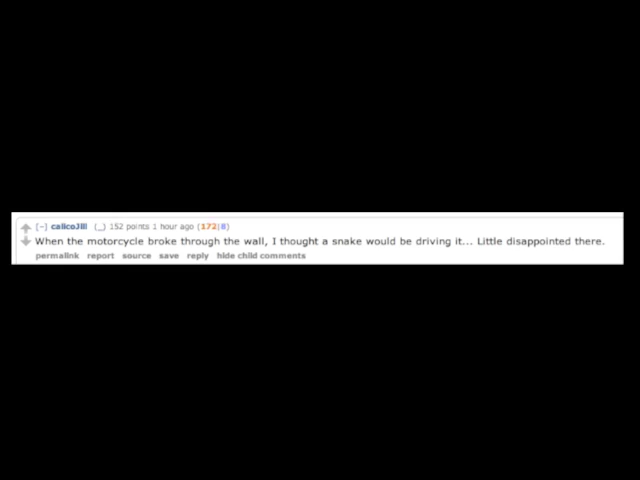 [-] calicoJill (_) 152 points 1 hour ago (172|8)
When the motorcycle broke through the wall, I thought a snake would be driving it... Little disappointed there.
permalink report source save reply hide child comments